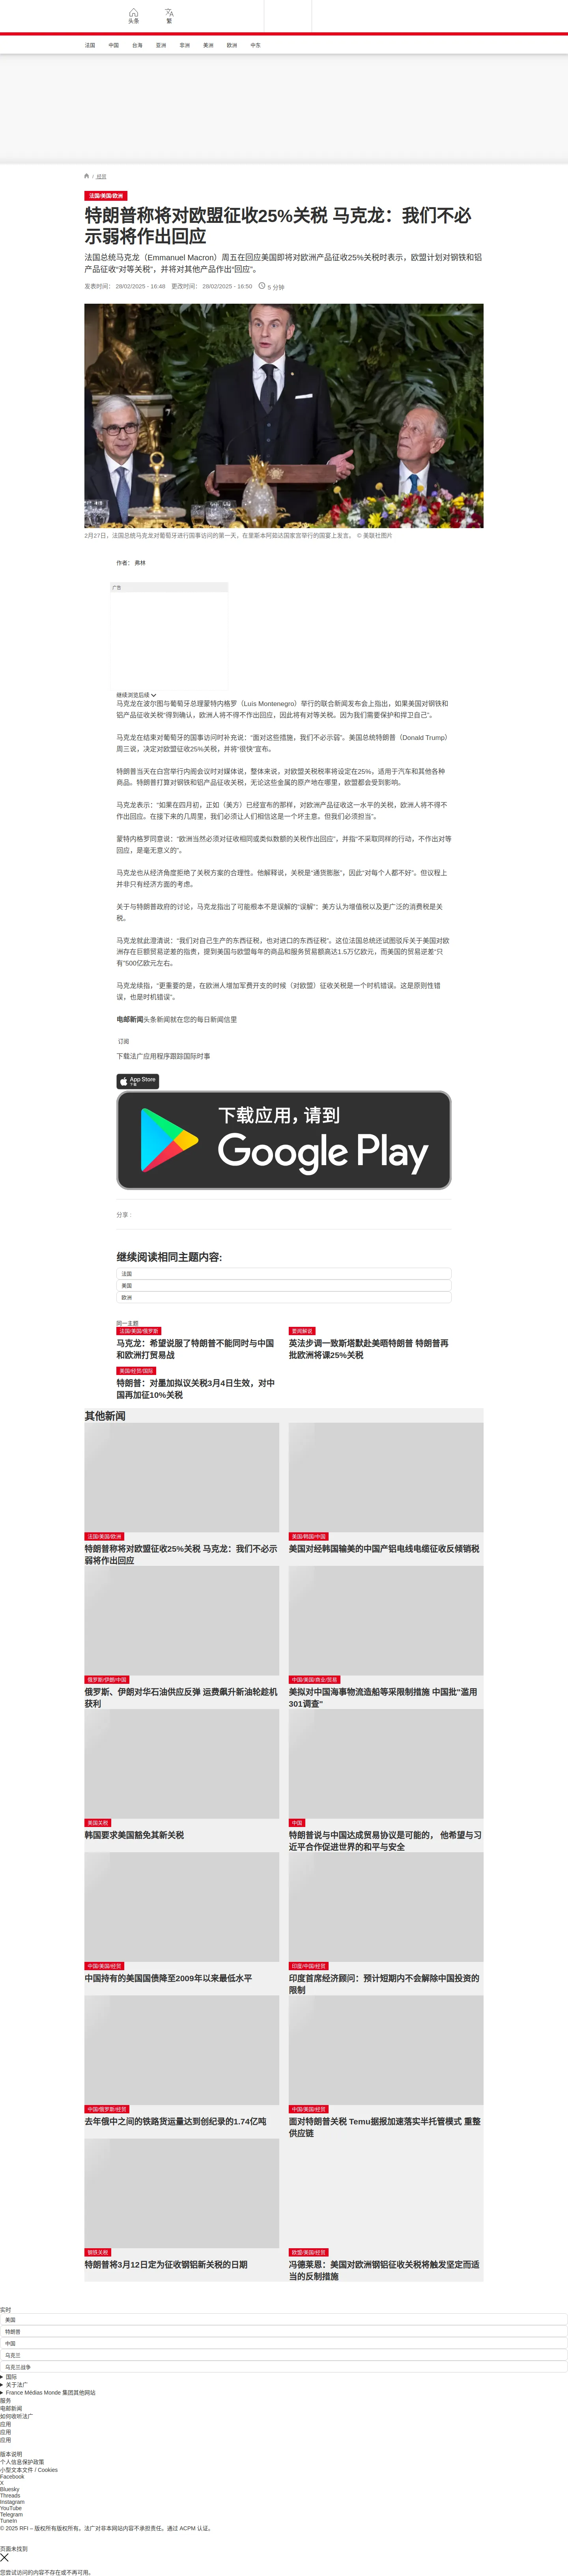 头条
繁
法国
中国
台海
亚洲
非洲
美洲
欧洲
中东
/ 经贸
法国/美国/欧洲
特朗普称将对欧盟征收25%关税 马克龙：我们不必
示弱将作出回应
法国总统马克龙（Emmanuel Macron）周五在回应美国即将对欧洲产品征收25%关税时表示，欧盟计划对钢铁和铝
产品征收“对等关税”，并将对其他产品作出“回应”。
发表时间： 28/02/2025 - 16:48 更改时间： 28/02/2025 - 16:50 5 分钟
2月27日，法国总统马克龙对葡萄牙进行国事访问的第一天，在里斯本阿茹达国家宫举行的国宴上发言。 © 美联社图片
作者： 弗林
广告
继续浏览后续
马克龙在波尔图与葡萄牙总理蒙特内格罗（Luís Montenegro）举行的联合新闻发布会上指出，如果美国对钢铁和
铝产品征收关税“得到确认，欧洲人将不得不作出回应，因此将有对等关税。因为我们需要保护和捍卫自己”。
马克龙在结束对葡萄牙的国事访问时补充说：“面对这些措施，我们不必示弱”。美国总统特朗普（Donald Trump）
周三说，决定对欧盟征收25%关税，并将“很快”宣布。
特朗普当天在白宫举行内阁会议时对媒体说，整体来说，对欧盟关税税率将设定在25%，适用于汽车和其他各种
商品。特朗普打算对钢铁和铝产品征收关税，无论这些金属的原产地在哪里，欧盟都会受到影响。
马克龙表示：“如果在四月初，正如（美方）已经宣布的那样，对欧洲产品征收这一水平的关税，欧洲人将不得不
作出回应。在接下来的几周里，我们必须让人们相信这是一个坏主意。但我们必须担当”。
蒙特内格罗同意说：“欧洲当然必须对征收相同或类似数额的关税作出回应”，并指“不采取同样的行动，不作出对等
回应，是毫无意义的”。
马克龙也从经济角度拒绝了关税方案的合理性。他解释说，关税是“通货膨胀”，因此“对每个人都不好”。但议程上
并非只有经济方面的考虑。
关于与特朗普政府的讨论，马克龙指出了可能根本不是误解的“误解”：美方认为增值税以及更广泛的消费税是关
税。
马克龙就此澄清说：“我们对自己生产的东西征税，也对进口的东西征税”。这位法国总统还试图驳斥关于美国对欧
洲存在巨额贸易逆差的指责，提到美国与欧盟每年的商品和服务贸易额高达1.5万亿欧元，而美国的贸易逆差“只
有”500亿欧元左右。
马克龙续指，“更重要的是，在欧洲人增加军费开支的时候（对欧盟）征收关税是一个时机错误。这是原则性错
误，也是时机错误”。
电邮新闻头条新闻就在您的每日新闻信里
订阅
下载法广应用程序跟踪国际时事
App Store
下载
下载应用，请到
Google Play
分享 :
继续阅读相同主题内容:
法国
美国
欧洲
同一主题
法国/美国/俄罗斯
马克龙：希望说服了特朗普不能同时与中国
和欧洲打贸易战
要闻解说
英法步调一致斯塔默赴美晤特朗普 特朗普再
批欧洲将课25%关税
美国/经贸/国际
特朗普：对墨加拟议关税3月4日生效，对中
国再加征10%关税
其他新闻
法国/美国/欧洲
特朗普称将对欧盟征收25%关税 马克龙：我们不必示
弱将作出回应
美国/韩国/中国
美国对经韩国输美的中国产铝电线电缆征收反倾销税
俄罗斯/伊朗/中国
俄罗斯、伊朗对华石油供应反弹 运费飙升新油轮趁机
获利
中国/美国/商业/贸易
美拟对中国海事物流造船等采限制措施 中国批"滥用
301调查"
美国关税
韩国要求美国豁免其新关税
中国
特朗普说与中国达成贸易协议是可能的， 他希望与习
近平合作促进世界的和平与安全
中国/美国/经贸
中国持有的美国国债降至2009年以来最低水平
印度/中国/经贸
印度首席经济顾问：预计短期内不会解除中国投资的
限制
中国/俄罗斯/经贸
去年俄中之间的铁路货运量达到创纪录的1.74亿吨
中国/美国/经贸
面对特朗普关税 Temu据报加速落实半托管模式 重整
供应链
钢铁关税
特朗普将3月12日定为征收钢铝新关税的日期
欧盟/美国/经贸
冯德莱恩：美国对欧洲钢铝征收关税将触发坚定而适
当的反制措施
实时
美国
特朗普
中国
乌克兰
乌克兰战争
国际
关于法广
France Médias Monde 集团其他网站
服务
电邮新闻
如何收听法广
应用
应用
应用
版本说明
个人信息保护政策
小型文本文件 / Cookies
Facebook
X
Bluesky
Threads
Instagram
YouTube
Telegram
TuneIn
© 2025 RFI – 版权所有版权所有。法广对非本网站内容不承担责任。通过 ACPM 认证。
页面未找到
您尝试访问的内容不存在或不再可用。